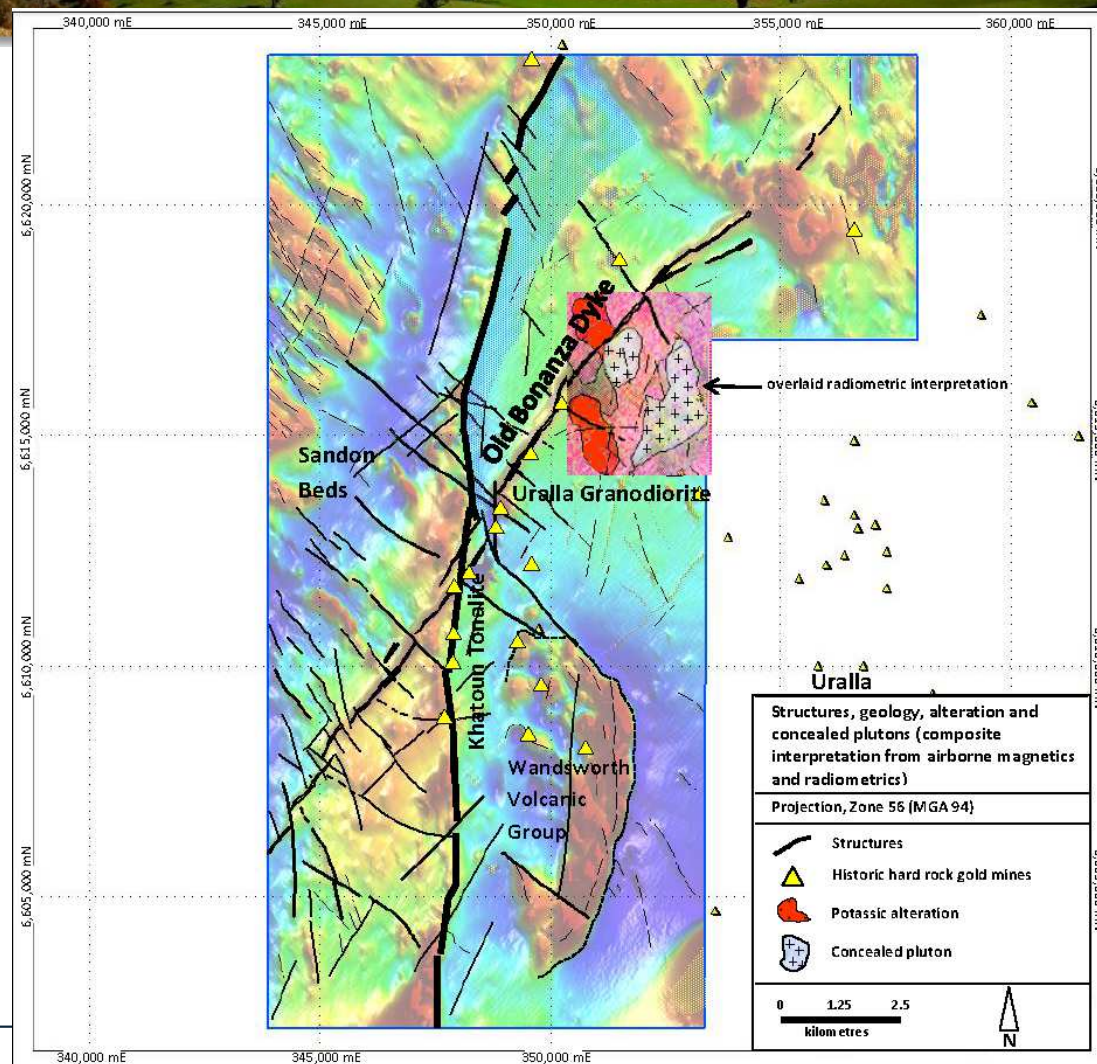 340,000 mE
345,000 mE
350,000 mE
355,000 mE
360,000 mE
6,620,000 mN
6,615,000 mN
6,610,000 mN
6,605,000 mN
Old Bonanza Dyke
overlaid radiometric interpretation
Sandon
Beds
Uralla Granodiorite
Khatoun Tonalite
Wandsworth
Volcanic
Group
Uralla
Structures, geology, alteration and
concealed plutons (composite
interpretation from airborne magnetics
and radiometrics)
Projection, Zone 56 (MGA 94)
Structures
Historic hard rock gold mines
Potassic alteration
Concealed pluton
0 1.25 2.5
kilometres
N
340,000 mE
345,000 mE
350,000 mE